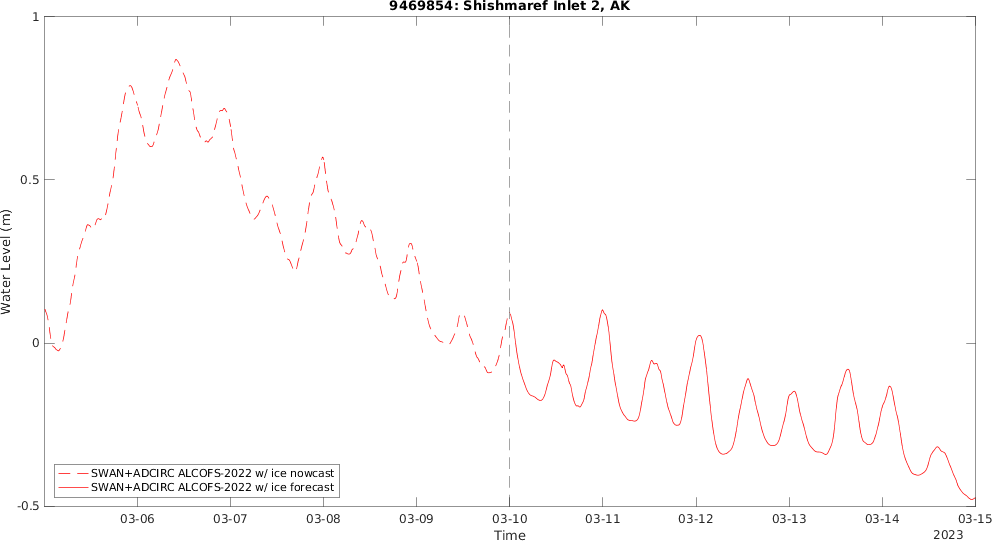 9469854: Shishmaref Inlet 2, AK
1
0.5
0
-0.5
Water Level (m)
SWAN+ADCIRC ALCOFS-2022 w/ ice nowcast
SWAN+ADCIRC ALCOFS-2022 w/ ice forecast
03-06 03-07 03-08 03-09 03-10 03-11 03-12 03-13 03-14 03-15
Time
2023